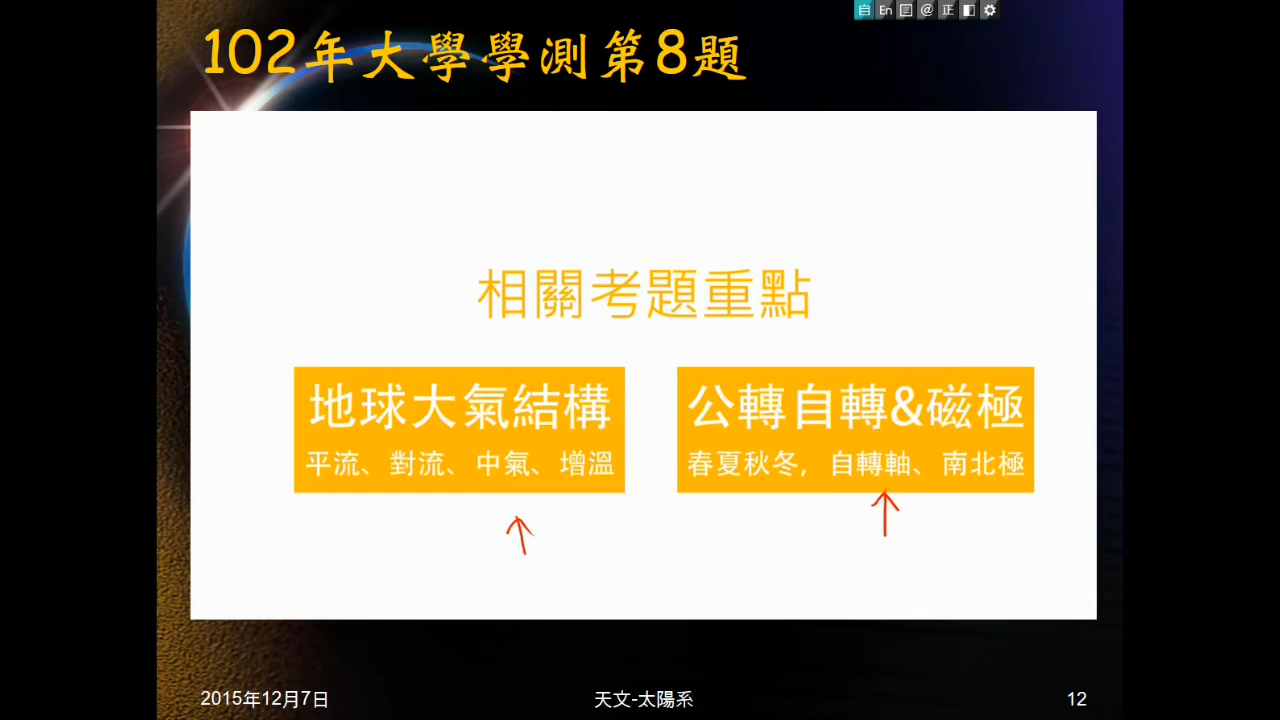 自 En @ 正
102年大學學測第8題
相關考題重點
地球大氣結構
平流、對流、中氣、增溫
公轉自轉&磁極
春夏秋冬，自轉軸、南北極
2015年12月7日
天文-太陽系
12